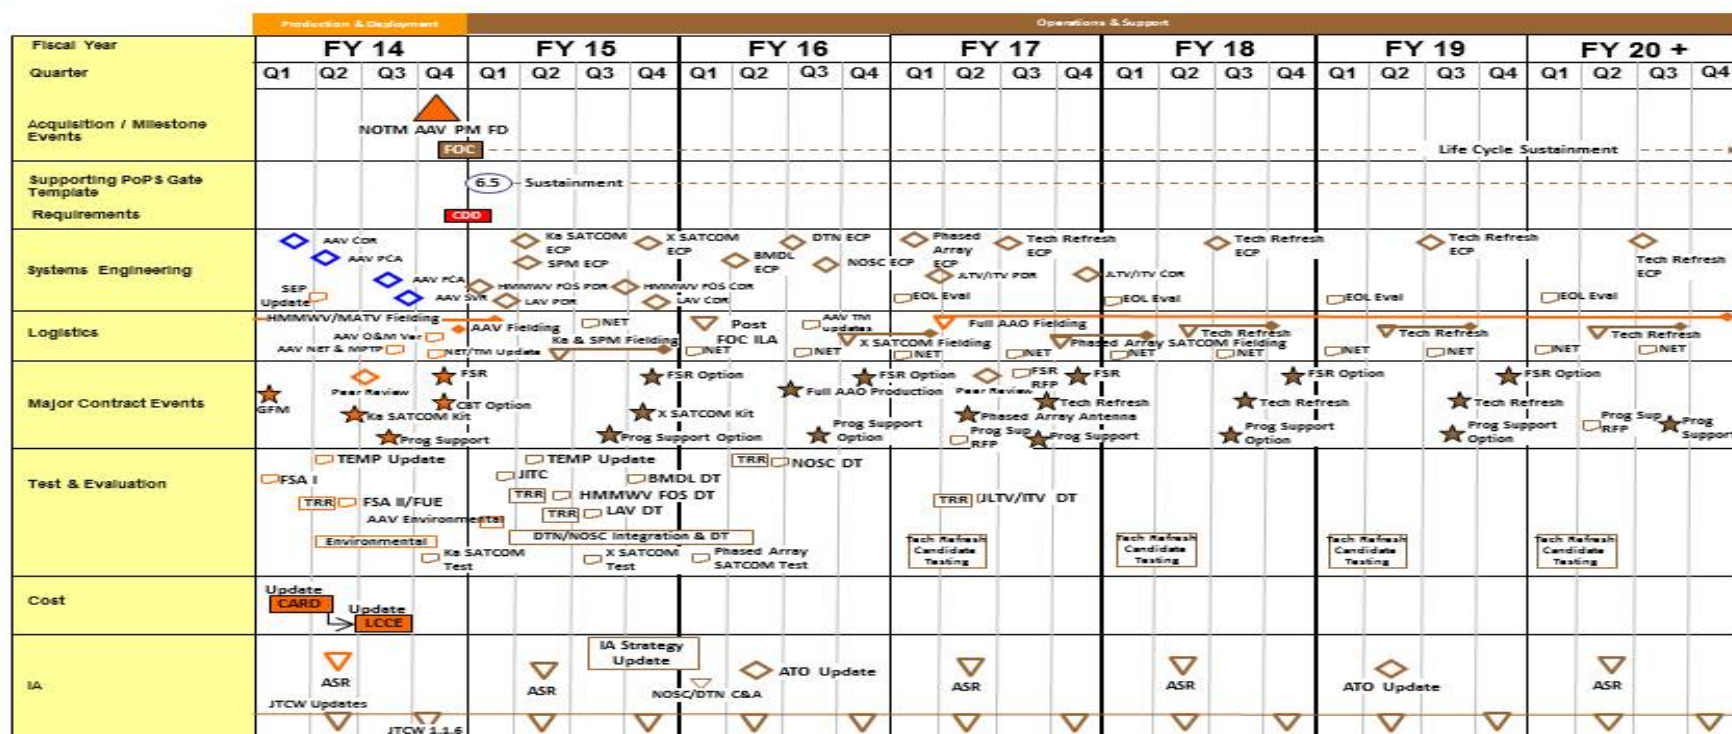 Production & Deployment
Operations & Support
Fiscal Year
FY 14
FY 15
FY 16
FY 17
FY 18
FY 19
FY 20 +
Quarter
Q1 Q2 Q3 Q4 Q1 Q2 Q3 Q4 Q1 Q2 Q3 Q4 Q1 Q2 Q3 Q4 Q1 Q2 Q3 Q4 Q1 Q2 Q3 Q4 Q1 Q2 Q3 Q4
Acquisition / Milestone
Events
NOTM AAV PM FD
FOC
Life Cycle Sustainment
Supporting PoPS Gate
Template
6.5
Sustainment
Requirements
CDD
Systems Engineering
AAV CDR
AAV PCA
AAV FCA
AAV SVR
SEP
Update
Ka SATCOM
ECP
SPM ECP
HMMWV FOS PDR
LAV PDR
X SATCOM
ECP
HMMWV FOS CDR
LAV CDR
BMDL
ECP
DTN ECP
NOSC ECP
Phased
Array
ECP
JLTV/ITV PDR
EOL Eval
Tech Refresh
ECP
JLTV/ITV CDR
EOL Eval
Tech Refresh
ECP
EOL Eval
Tech Refresh
ECP
EOL Eval
Tech Refresh
ECP
Logistics
HMMWV/MATV Fielding
AAV O&M Ver
AAV NET & MPTP
AAV Fielding
NET/TM Update
NET
Ka & SPM Fielding
Post
FOC ILA
NET
AAV TM
updates
NET
X SATCOM Fielding
NET
Full AAO Fielding
NET
Phased Array SATCOM Fielding
NET
Tech Refresh
NET
Tech Refresh
NET
NET
Tech Refresh
NET
NET
Major Contract Events
GFM
Peer Review
Ka SATCOM Kit
Prog Support
FSR
CBT Option
FSR Option
X SATCOM Kit
Prog Support Option
FSR Option
Full AAO Production
Prog Support
Option
Peer Review
FSR
RFP
FSR
Tech Refresh
Phased Array Antenna
Prog Sup
RFP
Prog Support
FSR Option
Tech Refresh
Prog Support
Option
FSR Option
Tech Refresh
Prog Support
Option
Prog Sup
RFP
Prog
Support
Test & Evaluation
TEMP Update
FSA I
TRR
FSA II/FUE
AAV Environmental
Environmental
Ka SATCOM
Test
TEMP Update
JITC
TRR
HMMWV FOS DT
TRR
LAV DT
BMDL DT
DTN/NOSC Integration & DT
X SATCOM
Test
TRR
NOSC DT
Phased Array
SATCOM Test
TRR
JLTV/ITV DT
Tech Refresh
Candidate
Testing
Tech Refresh
Candidate
Testing
Tech Refresh
Candidate
Testing
Tech Refresh
Candidate
Testing
Cost
Update
CARD
Update
LCCE
IA
ASR
ASR
IA Strategy
Update
NOSC/DTN C&A
ATO Update
ASR
ASR
ATO Update
ASR
JTCW Updates
JTCW 1.1.6